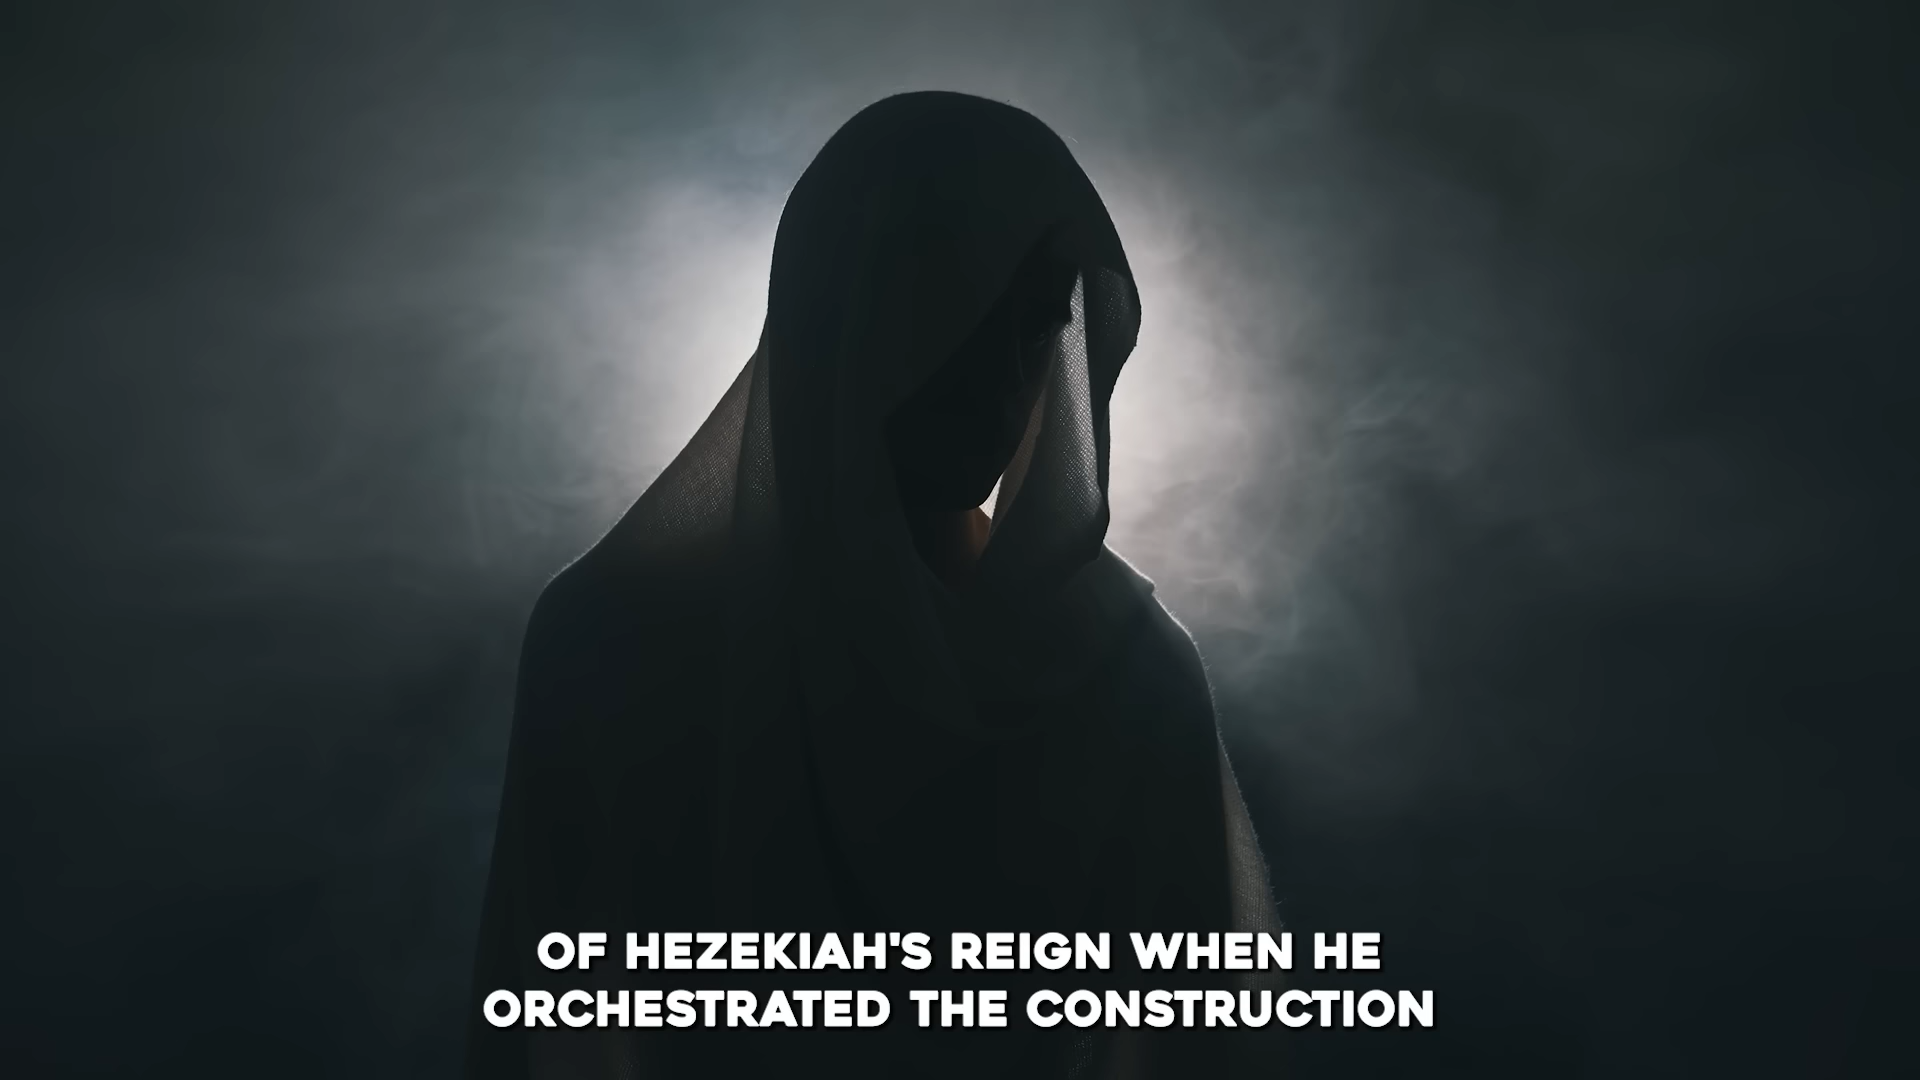 OF HEZEKIAH'S REIGN WHEN HE
ORCHESTRATED THE CONSTRUCTION